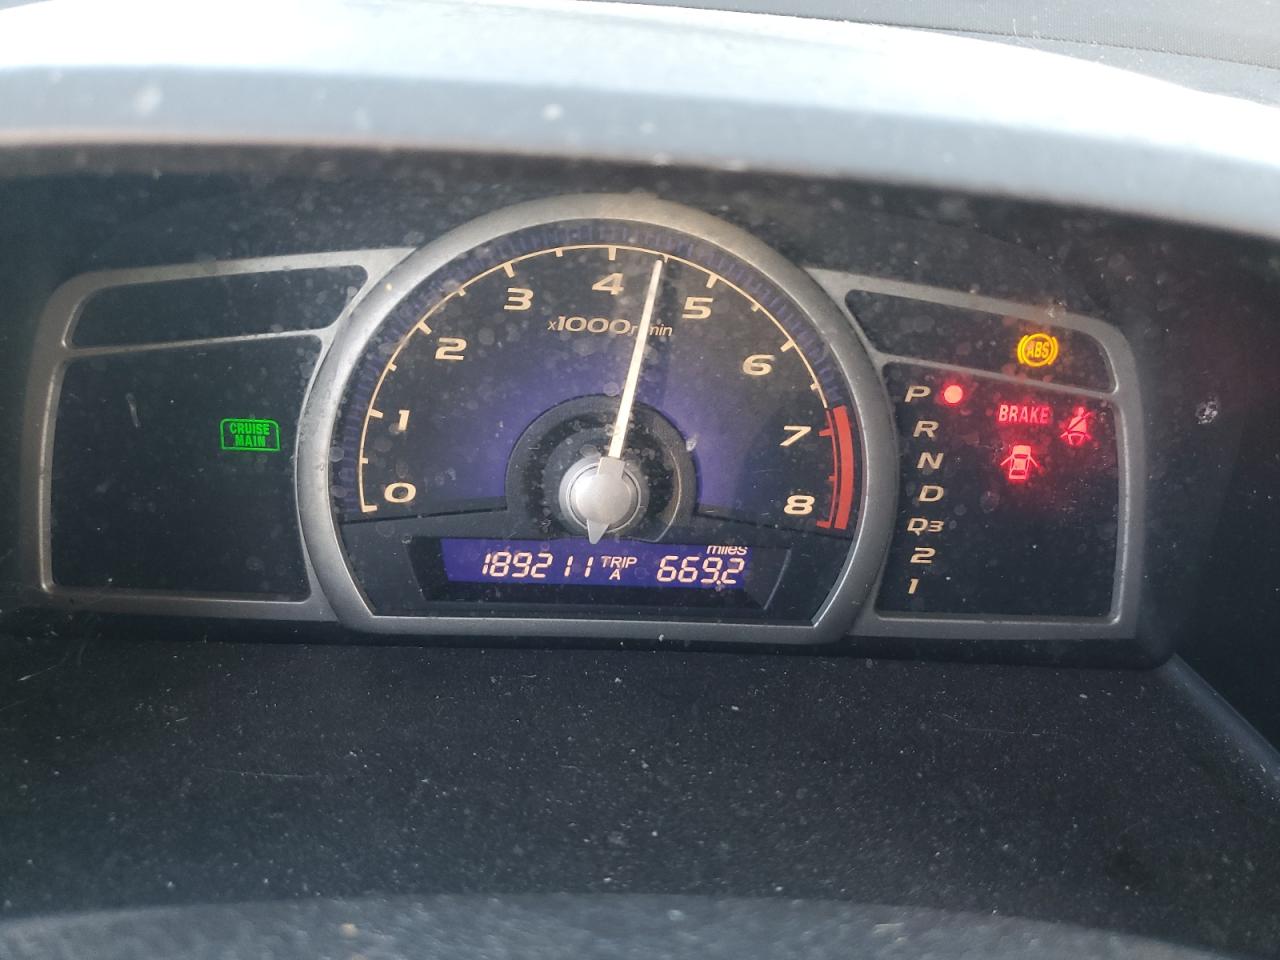 CRUISE
MAIN
0
1
2
3
4
5
6
7
8
x1000r/min
miles
189211 TRIP A 669.2
ABS
P
BRAKE
R
N
D
D3
2
1